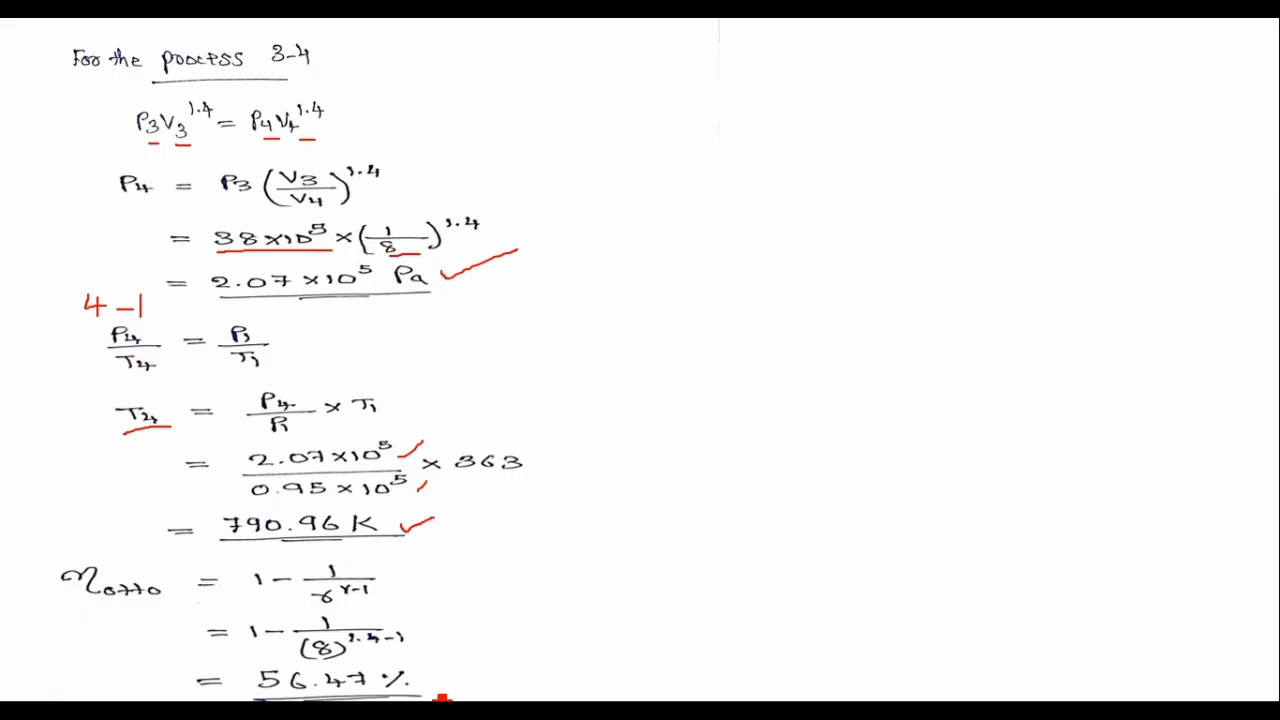 For the process 3-4
P3V3^1.4 = P4V4^1.4
P4 = P3 (V3/V4)^1.4
= 38×10^5 × (1/8)^1.4
= 2.07×10^5 Pa
4-1
P4/T4 = P1/T1
T4 = P4/P1 × T1
= 2.07×10^5/0.95×10^5 × 363
= 790.96 K
ηotto = 1 - 1/r^γ-1
= 1 - 1/(8)^1.4-1
= 56.47 %